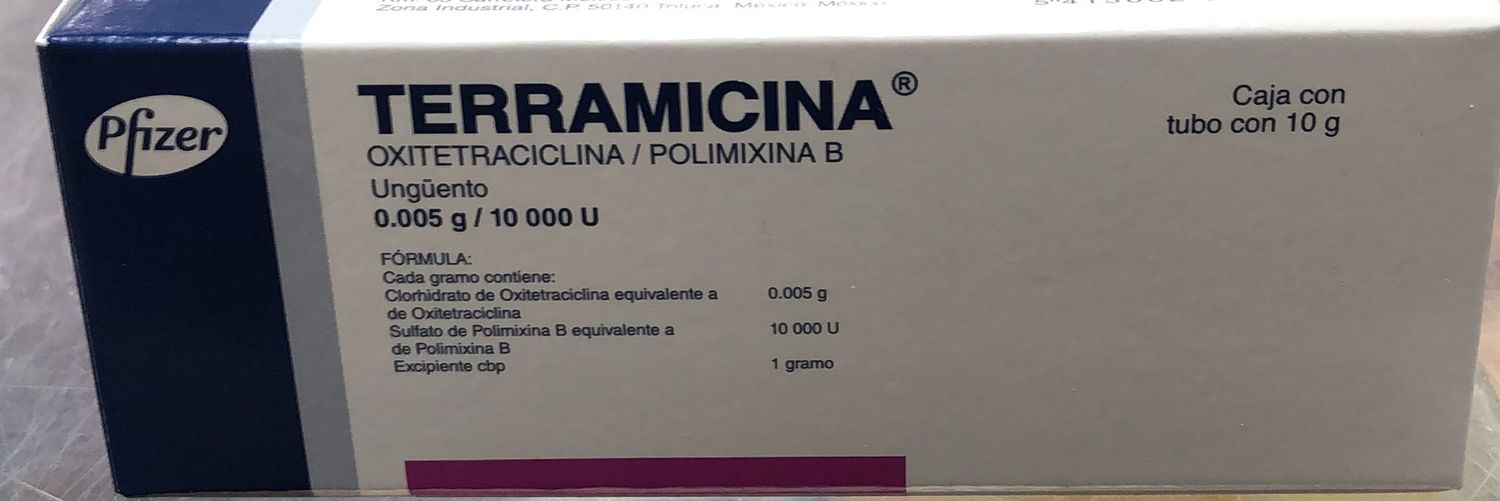 Zona Industrial, C.P. 50140 Toluca, México, México
Pfizer
TERRAMICINA®
OXITETRACICLINA / POLIMIXINA B
Ungüento
0.005 g / 10 000 U
Caja con
tubo con 10 g
FÓRMULA:
Cada gramo contiene:
Clorhidrato de Oxitetraciclina equivalente a 0.005 g
de Oxitetraciclina
Sulfato de Polimixina B equivalente a 10 000 U
de Polimixina B
Excipiente cbp 1 gramo